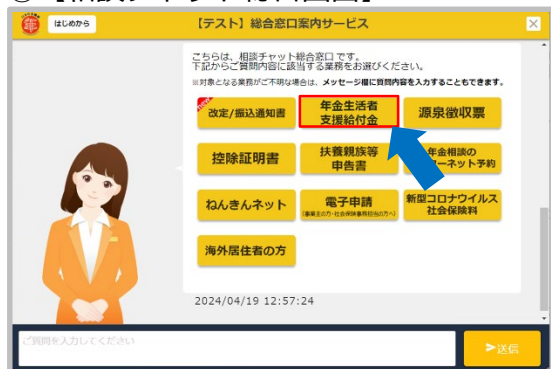 はじめから
【テスト】総合窓口案内サービス
こちらは、相談チャット総合窓口です。
下記からご質問内容に該当する業務をお選びください。
※対象となる業務がご不明な場合は、メッセージ欄に質問内容を入力することもできます。
改定/振込通知書
年金生活者
支援給付金
源泉徴収票
控除証明書
扶養親族等
申告書
年金相談の
ーネット予約
ねんきんネット
電子申請
(事業主の方・社会保険事務担当の方へ)
新型コロナウイルス
社会保険料
海外居住者の方
2024/04/19 12:57:24
ご質問を入力してください
送信